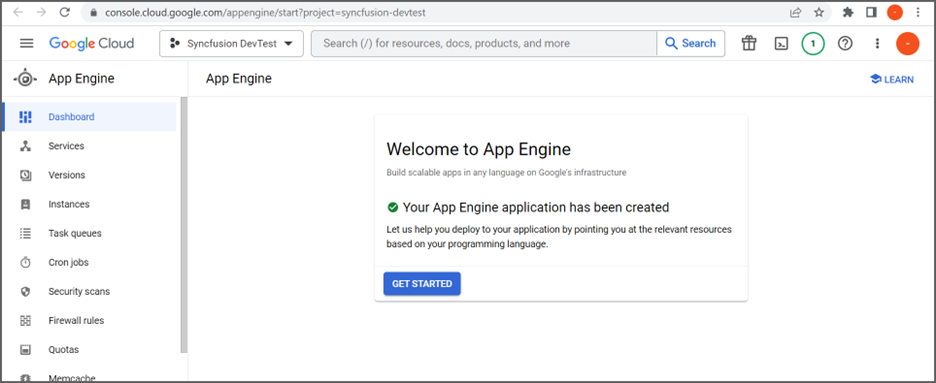 console.cloud.google.com/appengine/start?project=syncfusion-devtest
Google Cloud
Syncfusion DevTest
Search (/) for resources, docs, products, and more
Search
1
-
App Engine
App Engine
LEARN
Dashboard
Services
Versions
Instances
Task queues
Cron jobs
Security scans
Firewall rules
Quotas
Memcache
Welcome to App Engine
Build scalable apps in any language on Google's infrastructure
Your App Engine application has been created
Let us help you deploy to your application by pointing you at the relevant resources
based on your programming language.
GET STARTED